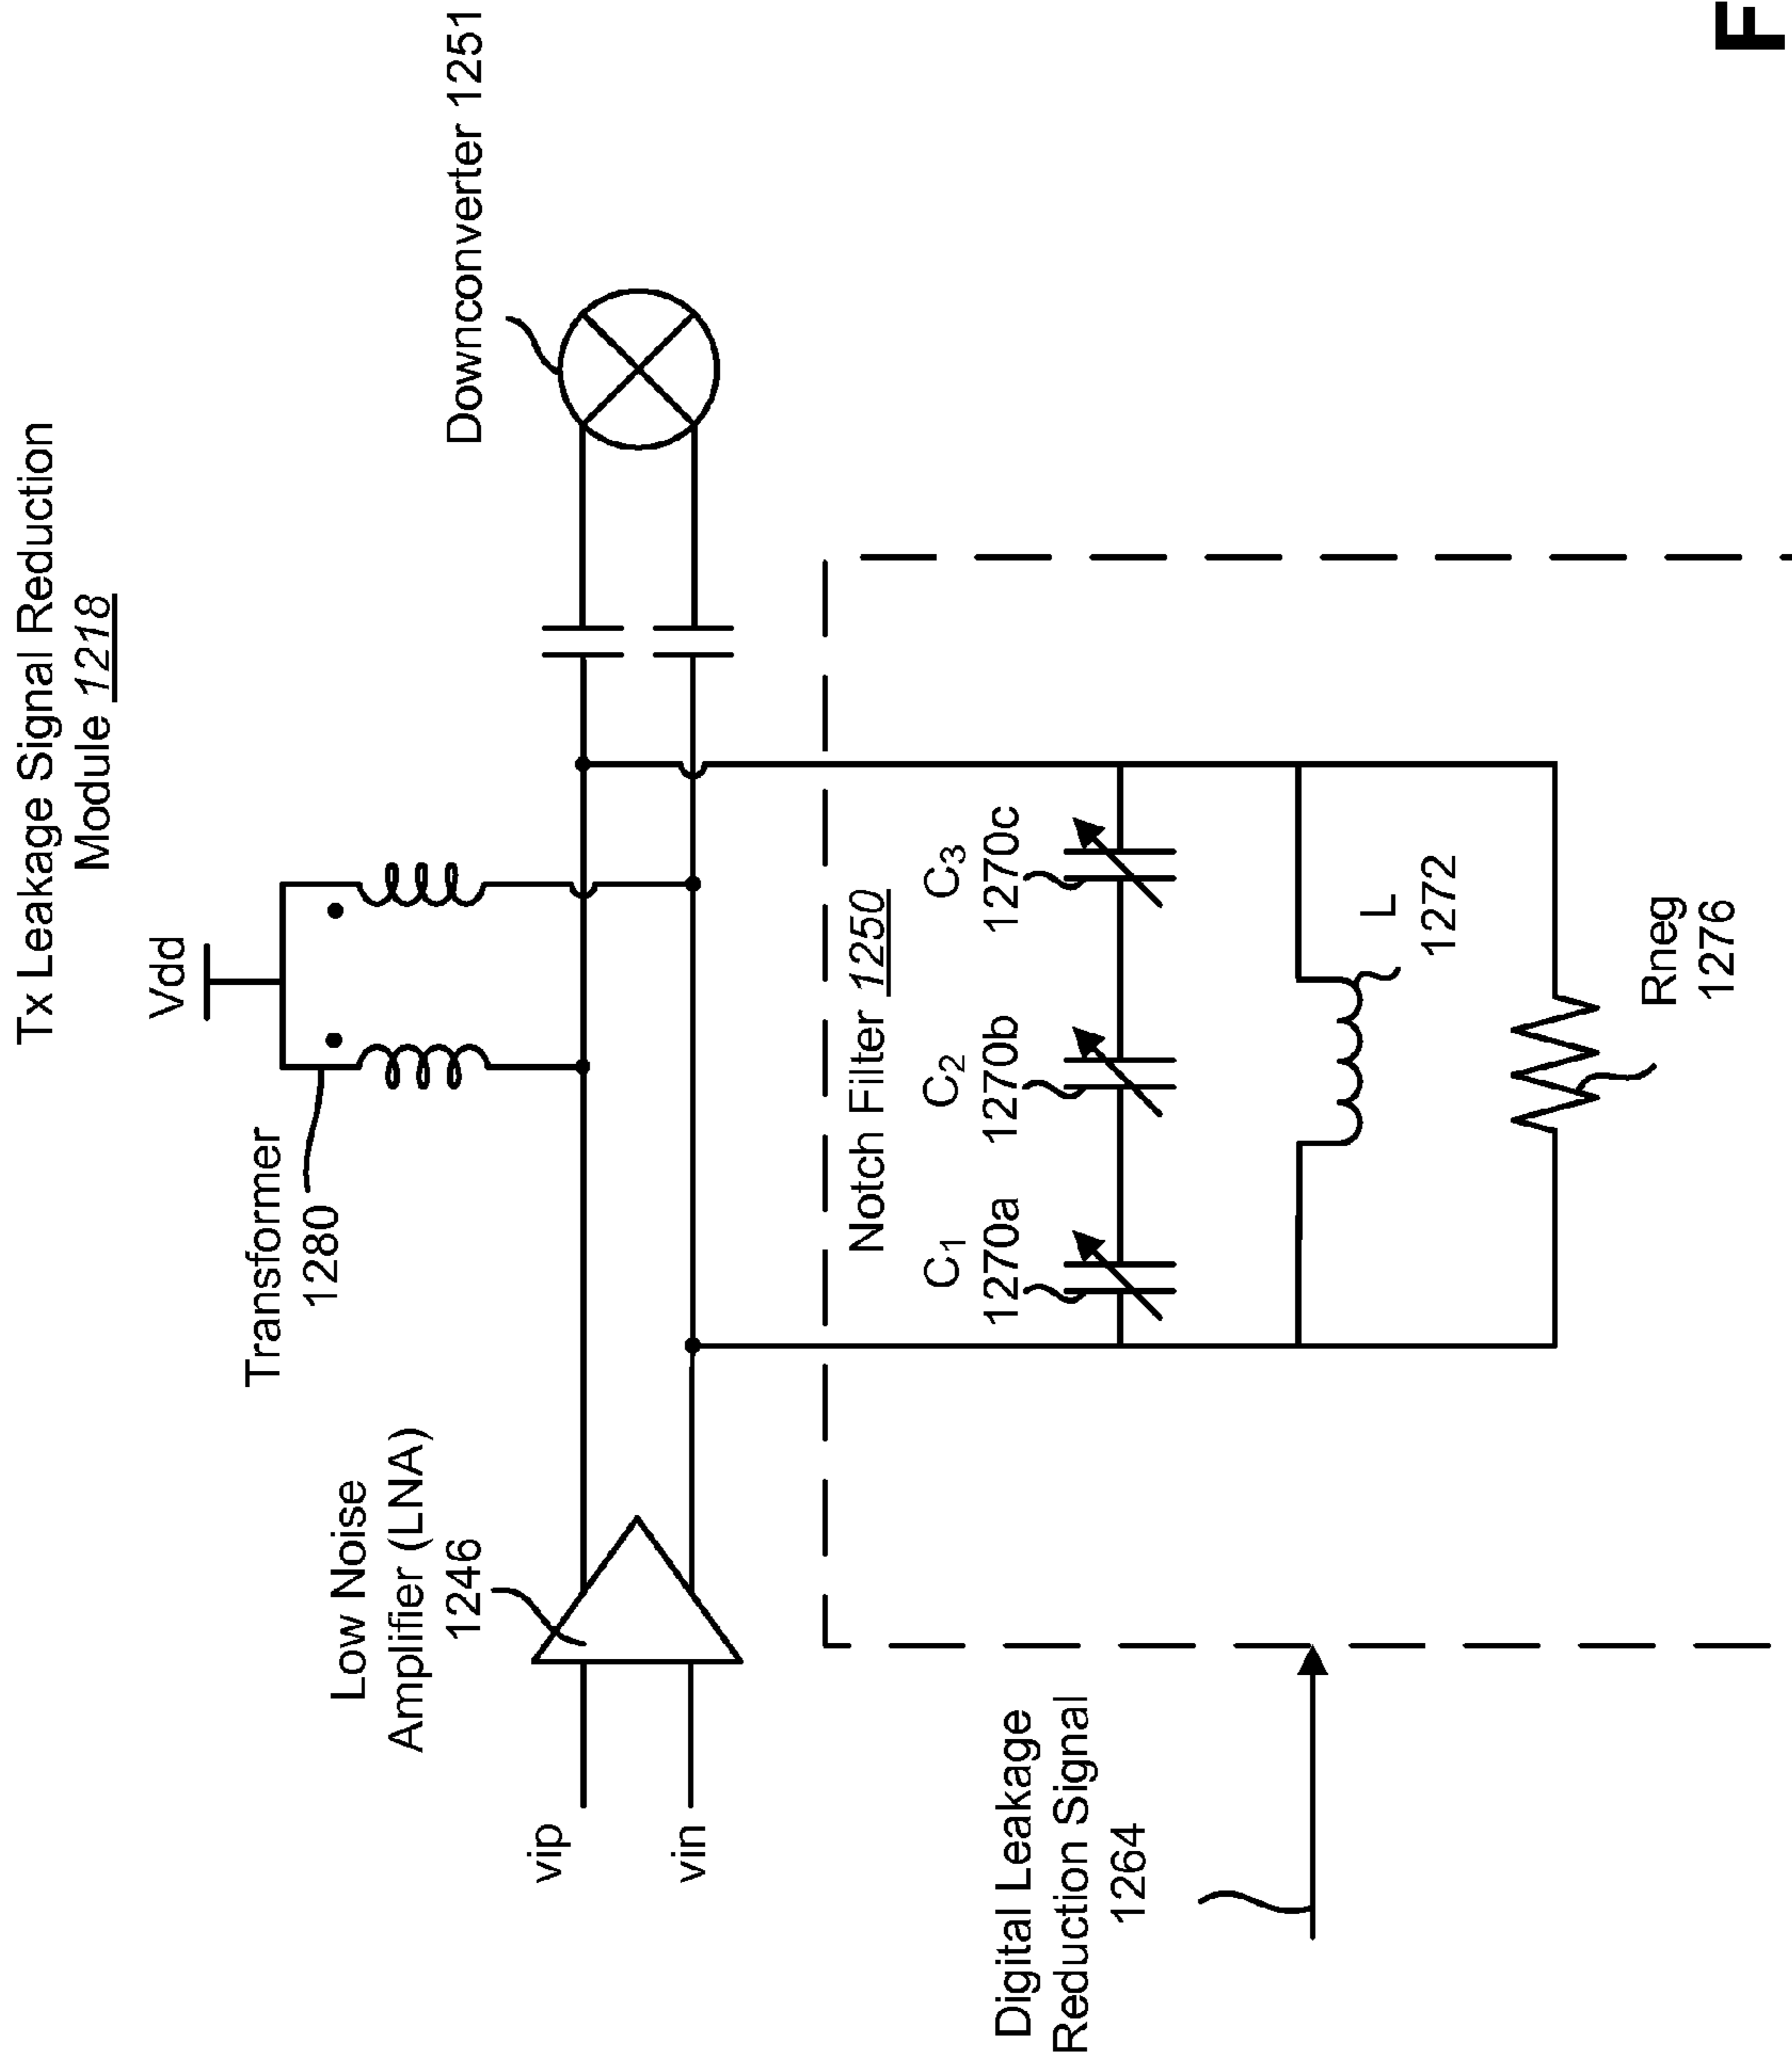 Tx Leakage Signal Reduction
Module 1218
Vdd
Transformer
1280
Low Noise
Amplifier (LNA)
1246
Downconverter 1251
vip
vin
Notch Filter 1250
C1
1270a
C2
1270b
C3
1270c
L
1272
Rneg
1276
Digital Leakage
Reduction Signal
1264
F